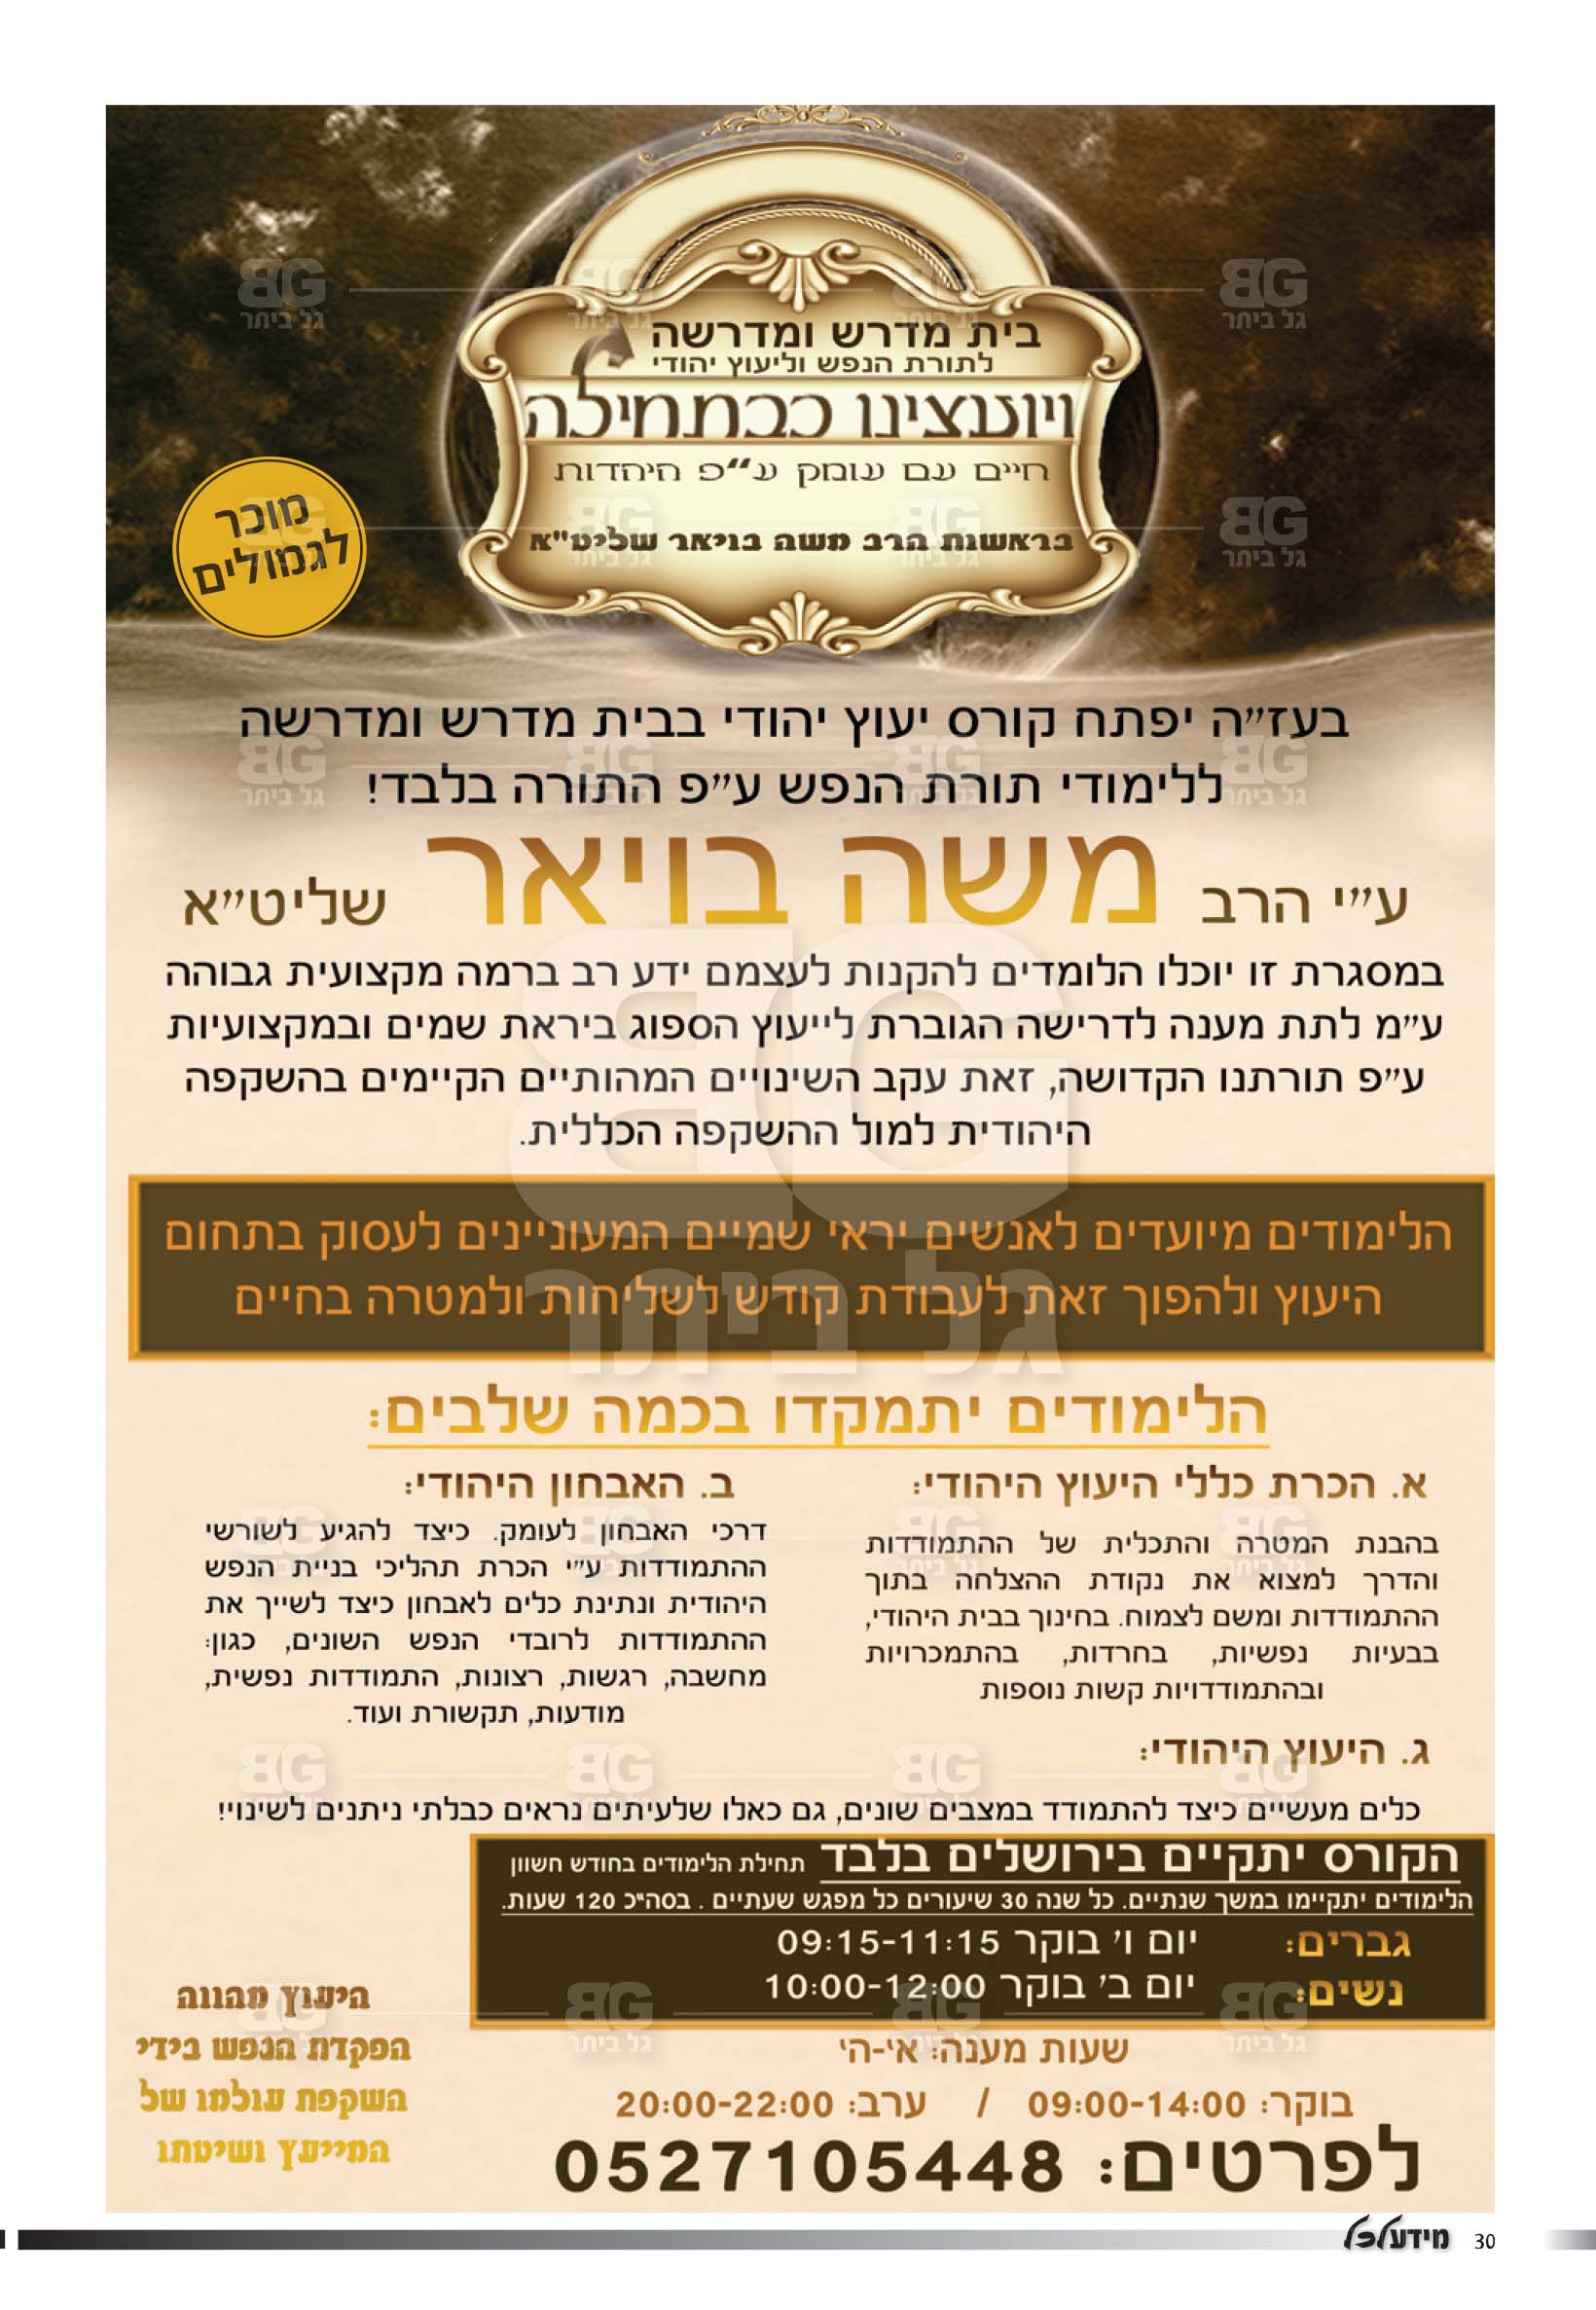 בית מדרש ומדרשה
לתורת הנפש וליעוץ יהודי
ויועצינו ככתחילה
חיים עם עומק ע"פ היהדות
בראשות הרב משה בויאר שליט"א
מוכר
לגמולים
בעז"ה יפתח קורס יעוץ יהודי בבית מדרש ומדרשה
ללימודי תורת הנפש ע"פ התורה בלבד!
ע"י הרב משה בויאר שליט"א
במסגרת זו יוכלו הלומדים להקנות לעצמם ידע רב ברמה מקצועית גבוהה
ע"מ לתת מענה לדרישה הגוברת לייעוץ הספוג ביראת שמים ובמקצועיות
ע"פ תורתנו הקדושה, זאת עקב השינויים המהותיים הקיימים בהשקפה
היהודית למול ההשקפה הכללית.
הלימודים מיועדים לאנשים יראי שמיים המעוניינים לעסוק בתחום
היעוץ ולהפוך זאת לעבודת קודש לשליחות ולמטרה בחיים
הלימודים יתמקדו בכמה שלבים:
א. הכרת כללי היעוץ היהודי:
בהבנת המטרה והתכלית של ההתמודדות
והדרך למצוא את נקודת ההצלחה בתוך
ההתמודדות ומשם לצמוח. בחינוך בבית היהודי,
בבעיות נפשיות, בחרדות, בהתמכרויות
ובהתמודדויות קשות נוספות
ב. האבחון היהודי:
דרכי האבחון לעומק. כיצד להגיע לשורשי
ההתמודדות ע"י הכרת תהליכי בניית הנפש
היהודית ונתינת כלים לאבחון כיצד לשייך את
ההתמודדות לרובדי הנפש השונים, כגון:
מחשבה, רגשות, רצונות, התמודדות נפשית,
מודעות, תקשורת ועוד.
ג. היעוץ היהודי:
כלים מעשיים כיצד להתמודד במצבים שונים, גם כאלו שלעיתים נראים כבלתי ניתנים לשינוי!
הקורס יתקיים בירושלים בלבד תחילת הלימודים בחודש חשוון
הלימודים יתקיימו במשך שנתיים. כל שנה 30 שיעורים כל מפגש שעתיים . בסה"כ 120 שעות.
גברים: יום ו' בוקר 09:15-11:15
נשים: יום ב' בוקר 10:00-12:00
היעוץ מהווה
הפקדת הנפש בידי
השקפת עולמו של
המייעץ ושיטתו
שעות מענה: א'-ה'
בוקר: 09:00-14:00 / ערב: 20:00-22:00
לפרטים: 0527105448
BG
גל ביתר
30 מידע לכל